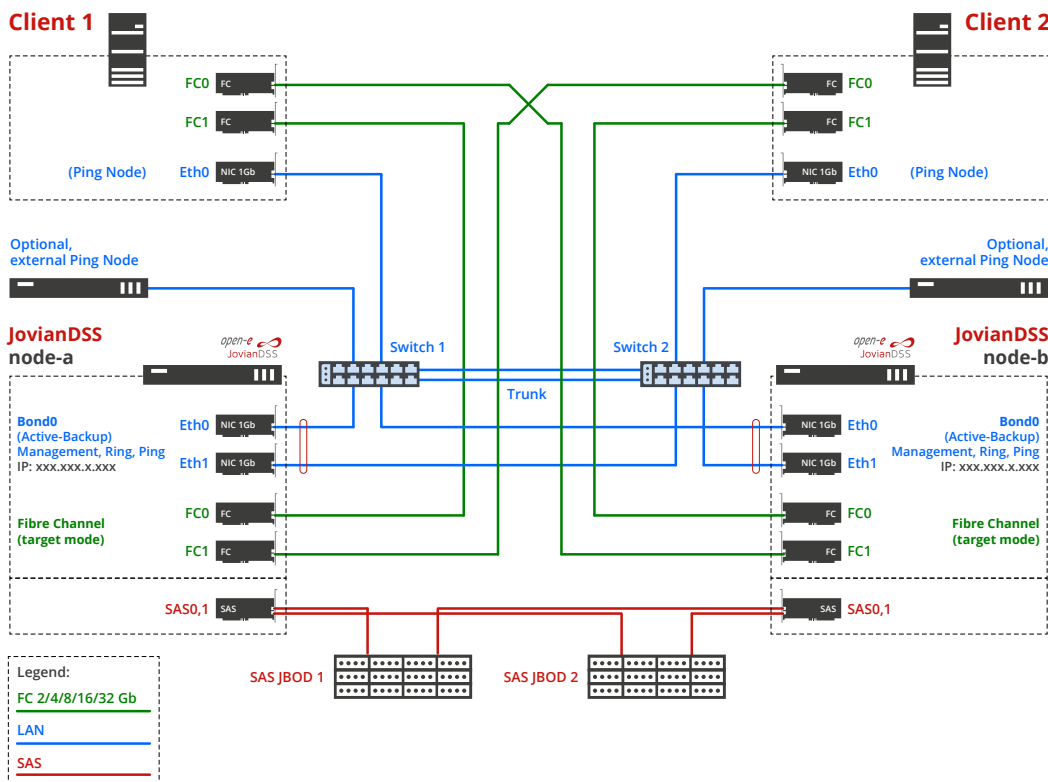 Client 1
Client 2
FC0
FC
FC
FC0
FC1
FC
FC
FC1
(Ping Node)
Eth0
NIC 1Gb
NIC 1Gb
Eth0
(Ping Node)
Optional,
external Ping Node
Optional,
external Ping Node
JovianDSS
node-a
open-e
JovianDSS
Switch 1
Switch 2
Trunk
open-e
JovianDSS
JovianDSS
node-b
Bond0
(Active-Backup)
Management, Ring, Ping
IP: xxx.xxx.x.xxx
Eth0
NIC 1Gb
Eth1
NIC 1Gb
NIC 1Gb
Eth0
NIC 1Gb
Eth1
Bond0
(Active-Backup)
Management, Ring, Ping
IP: xxx.xxx.x.xxx
Fibre Channel
(target mode)
FC0
FC
FC1
FC
FC
FC0
FC
FC1
Fibre Channel
(target mode)
SAS0,1
SAS
SAS
SAS0,1
SAS JBOD 1
SAS JBOD 2
Legend:
FC 2/4/8/16/32 Gb
LAN
SAS